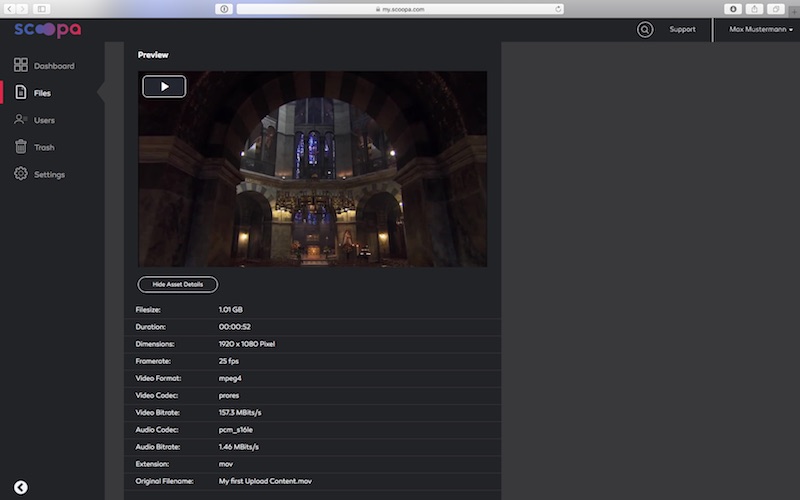 my.scoopa.com
scoopa
Support
Max Mustermann
Dashboard
Files
Users
Trash
Settings
Preview
Hide Asset Details
Filesize: 1.01 GB
Duration: 00:00:52
Dimensions: 1920 x 1080 Pixel
Framerate: 25 fps
Video Format: mpeg4
Video Codec: prores
Video Bitrate: 157.3 MBits/s
Audio Codec: pcm_s16le
Audio Bitrate: 1.46 MBits/s
Extension: mov
Original Filename: My first Upload Content.mov